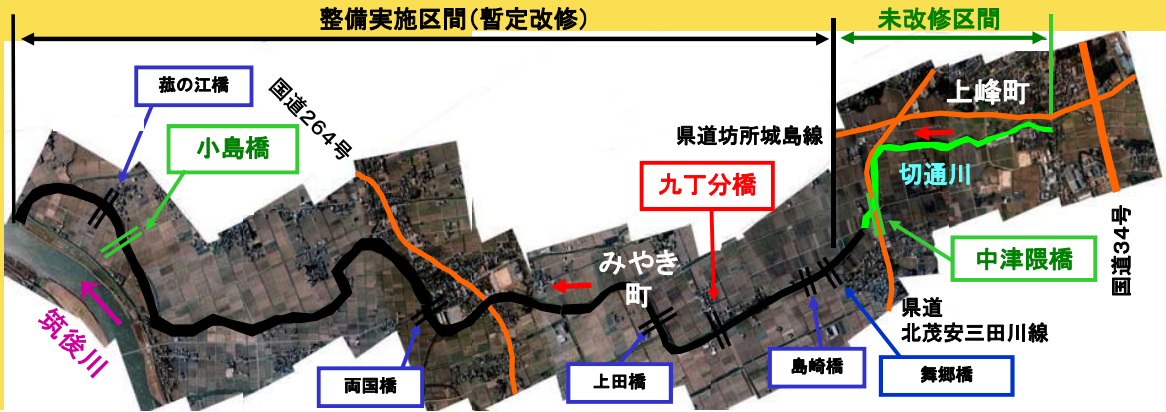 整備実施区間(暫定改修)
未改修区間
菰の江橋
国道264号
上峰町
小島橋
県道坊所城島線
切通川
九丁分橋
みやき
町
中津隈橋
国道34号
筑後川
県道
北茂安三田川線
両国橋
上田橋
島崎橋
舞郷橋